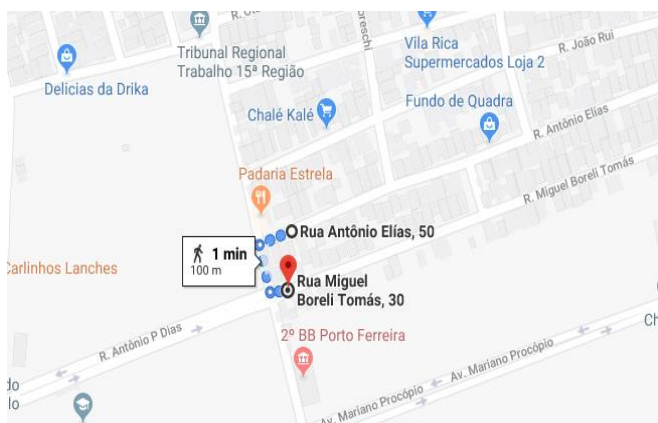 Tribunal Regional
Trabalho 15ª Região
Vila Rica
Supermercados Loja 2
R. João Rui
Delicias da Drika
Chalé Kalé
Fundo de Quadra
R. Antônio Elías
R. Miguel Boreli Tomás
Padaria Estrela
Rua Antônio Elías, 50
1 min
100 m
Carlinhos Lanches
Rua Miguel
Boreli Tomás, 30
R. Antônio P Dias
2º BB Porto Ferreira
Av. Mariano Procópio
Av. Mariano Procópio